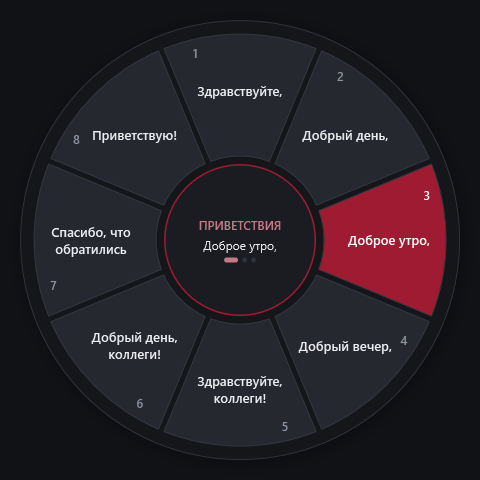 1
Здравствуйте,
2
Добрый день,
3
Доброе утро,
4
Добрый вечер,
5
Здравствуйте,
коллеги!
6
Добрый день,
коллеги!
7
Спасибо, что
обратились
8
Приветствую!
ПРИВЕТСТВИЯ
Доброе утро,